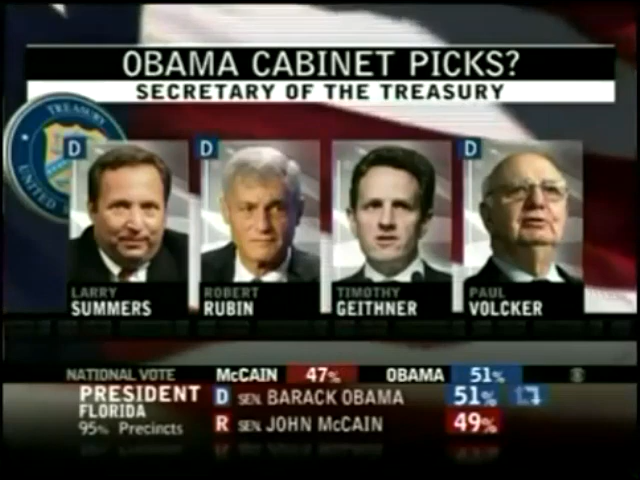 OBAMA CABINET PICKS?
SECRETARY OF THE TREASURY
TREASURY
UNITED
D
D
D
LARRY
SUMMERS
ROBERT
RUBIN
TIMOTHY
GEITHNER
PAUL
VOLCKER
NATIONAL VOTE McCAIN 47% OBAMA 51%
PRESIDENT
FLORIDA
95% Precincts
D SEN. BARACK OBAMA 51%
R SEN. JOHN McCAIN 49%